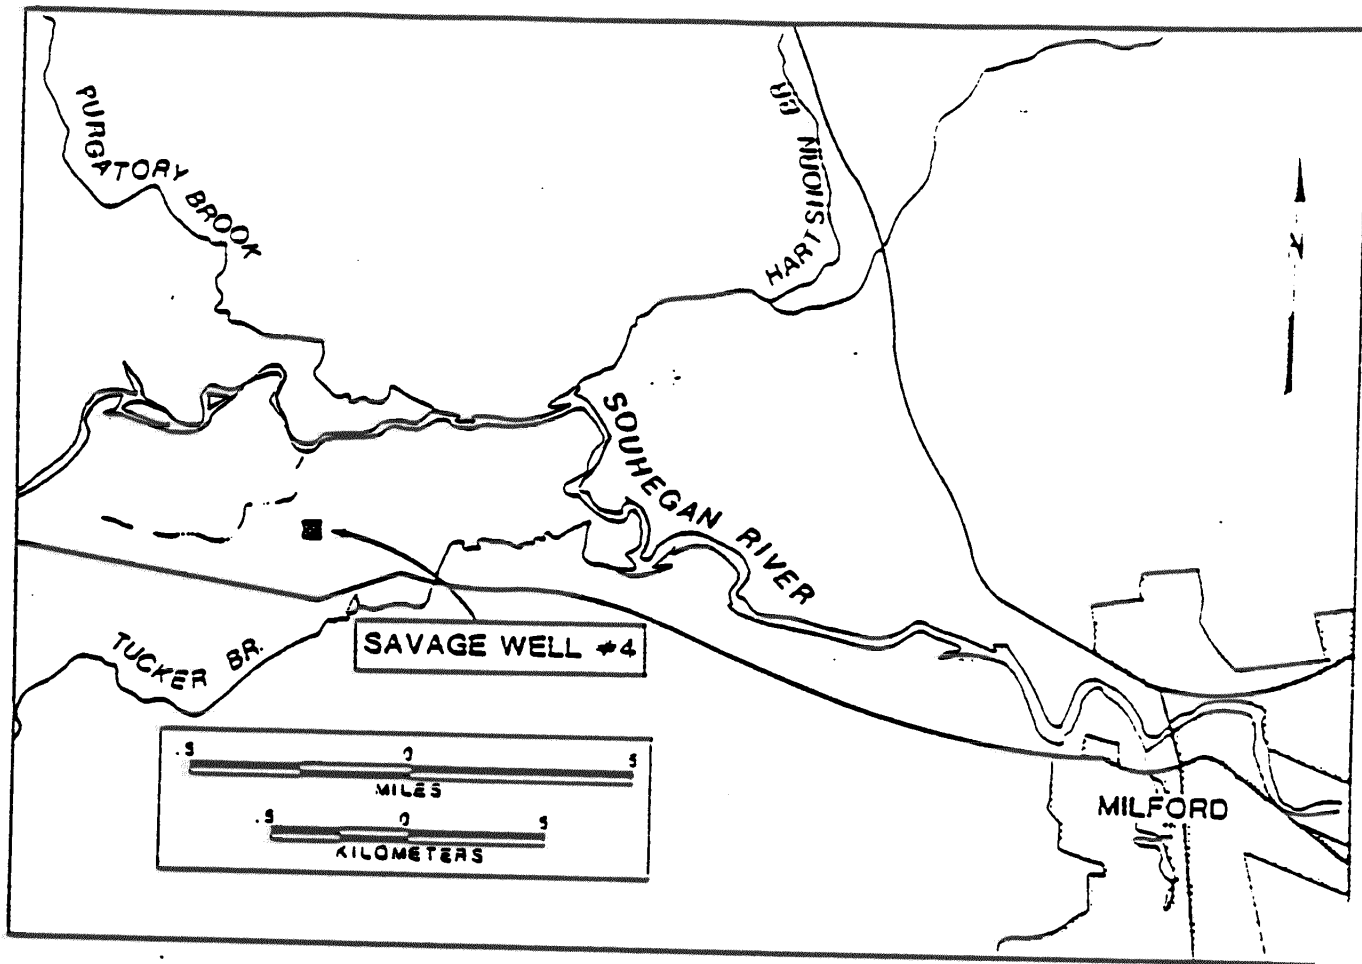 PURGATORY BROOK
HARTSHORN BR
N
SOUHEGAN RIVER
TUCKER BR.
SAVAGE WELL #4
.5 0 .5
MILES
.5 0 .5
KILOMETERS
MILFORD